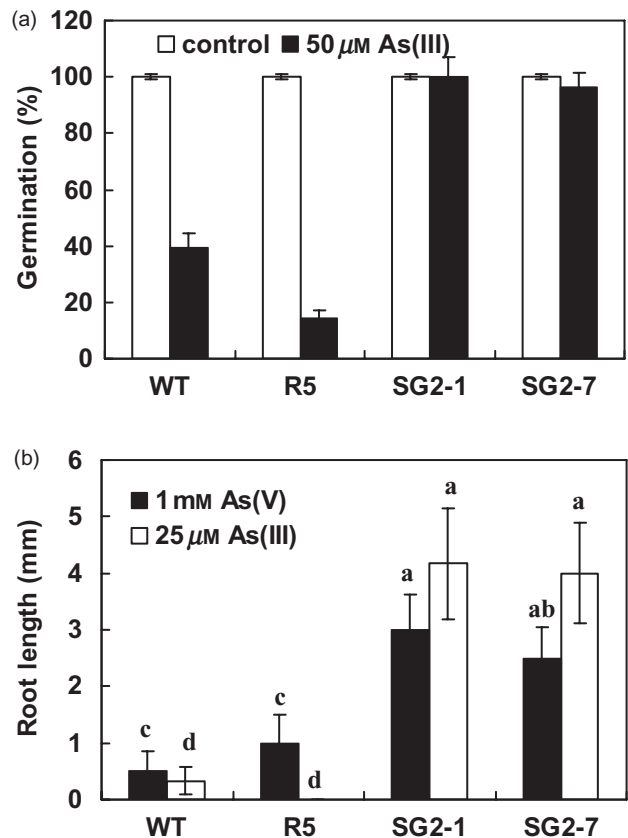 (a)
120
100
80
60
40
20
0
Germination (%)
control 50 μM As(III)
WT R5 SG2-1 SG2-7
(b)
6
5
4
3
2
1
0
Root length (mm)
1 mM As(V)
25 μM As(III)
c d c d a a ab a
WT R5 SG2-1 SG2-7